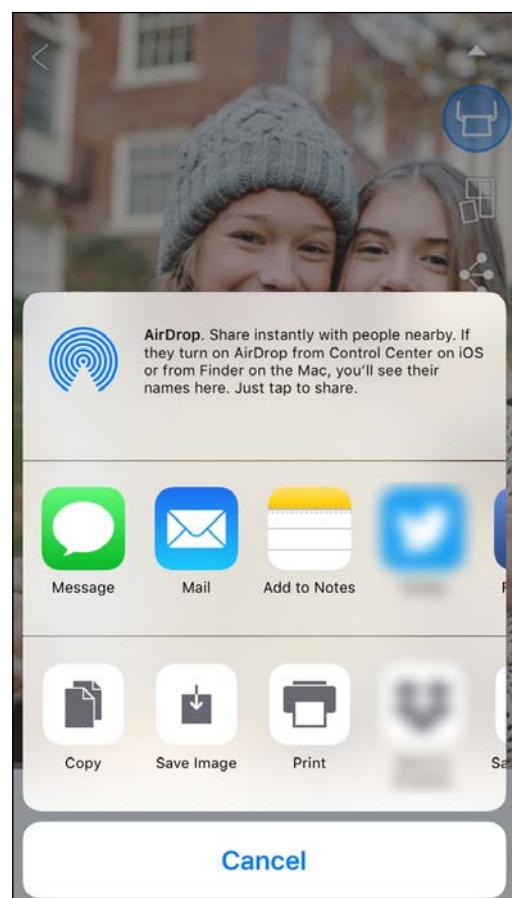 AirDrop. Share instantly with people nearby. If
they turn on AirDrop from Control Center on iOS
or from Finder on the Mac, you'll see their
names here. Just tap to share.
Message
Mail
Add to Notes
F
Copy
Save Image
Print
Sa
Cancel